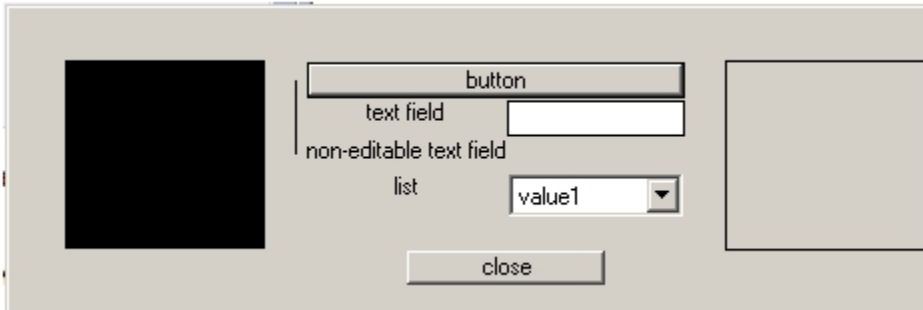 button
text field
non-editable text field
list value1
close